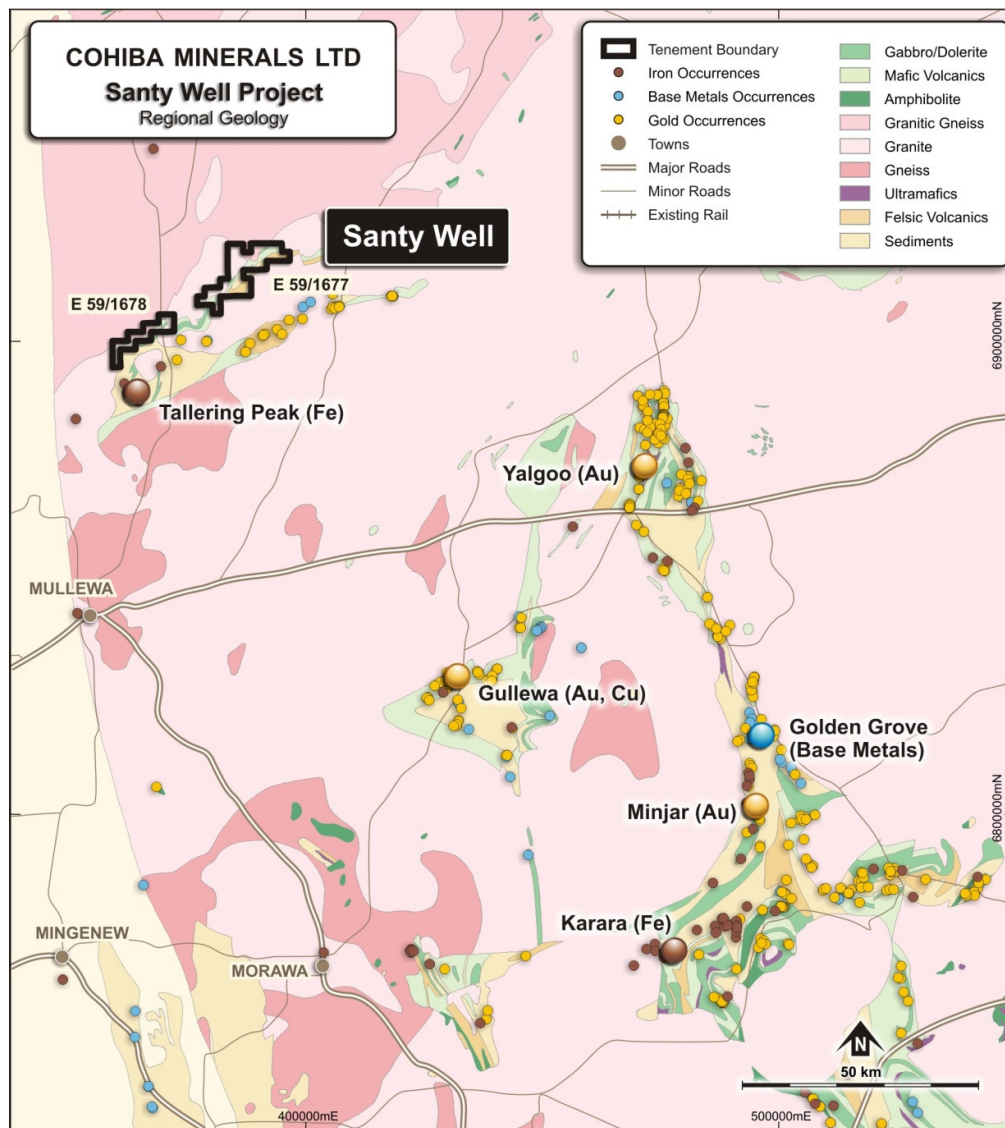 COHIBA MINERALS LTD
Santy Well Project
Regional Geology
Tenement Boundary
Iron Occurrences
Base Metals Occurrences
Gold Occurrences
Towns
Major Roads
Minor Roads
Existing Rail
Gabbro/Dolerite
Mafic Volcanics
Amphibolite
Granitic Gneiss
Granite
Gneiss
Ultramafics
Felsic Volcanics
Sediments
Santy Well
E 59/1677
E 59/1678
6900000mN
Tallering Peak (Fe)
Yalgoo (Au)
MULLEWA
Gullewa (Au, Cu)
Golden Grove
(Base Metals)
Minjar (Au)
6800000mN
Karara (Fe)
MINGENEW
MORAWA
N
50 km
400000mE
500000mE